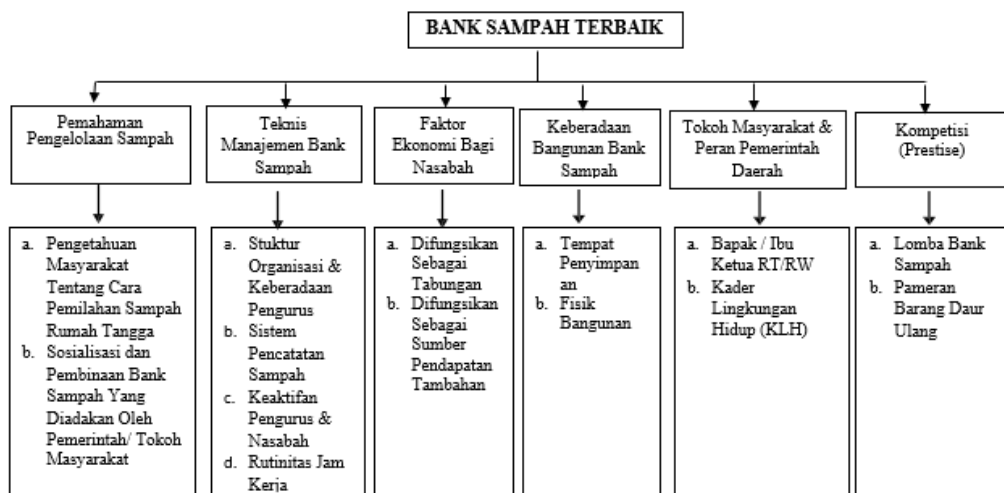 BANK SAMPAH TERBAIK
Pemahaman
Pengelolaan Sampah
Teknis
Manajemen Bank
Sampah
Faktor
Ekonomi Bagi
Nasabah
Keberadaan
Bangunan Bank
Sampah
Tokoh Masyarakat &
Peran Pemerintah
Daerah
Kompetisi
(Prestise)
a. Pengetahuan
Masyarakat
Tentang Cara
Pemilahan Sampah
Rumah Tangga
b. Sosialisasi dan
Pembinaan Bank
Sampah Yang
Diadakan Oleh
Pemerintah/ Tokoh
Masyarakat
a. Stuktur
Organisasi &
Keberadaan
Pengurus
b. Sistem
Pencatatan
Sampah
c. Keaktifan
Pengurus &
Nasabah
d. Rutinitas Jam
Kerja
a. Difungsikan
Sebagai
Tabungan
b. Difungsikan
Sebagai
Sumber
Pendapatan
Tambahan
a. Tempat
Penyimpan
an
b. Fisik
Bangunan
a. Bapak / Ibu
Ketua RT/RW
b. Kader
Lingkungan
Hidup (KLH)
a. Lomba Bank
Sampah
b. Pameran
Barang Daur
Ulang